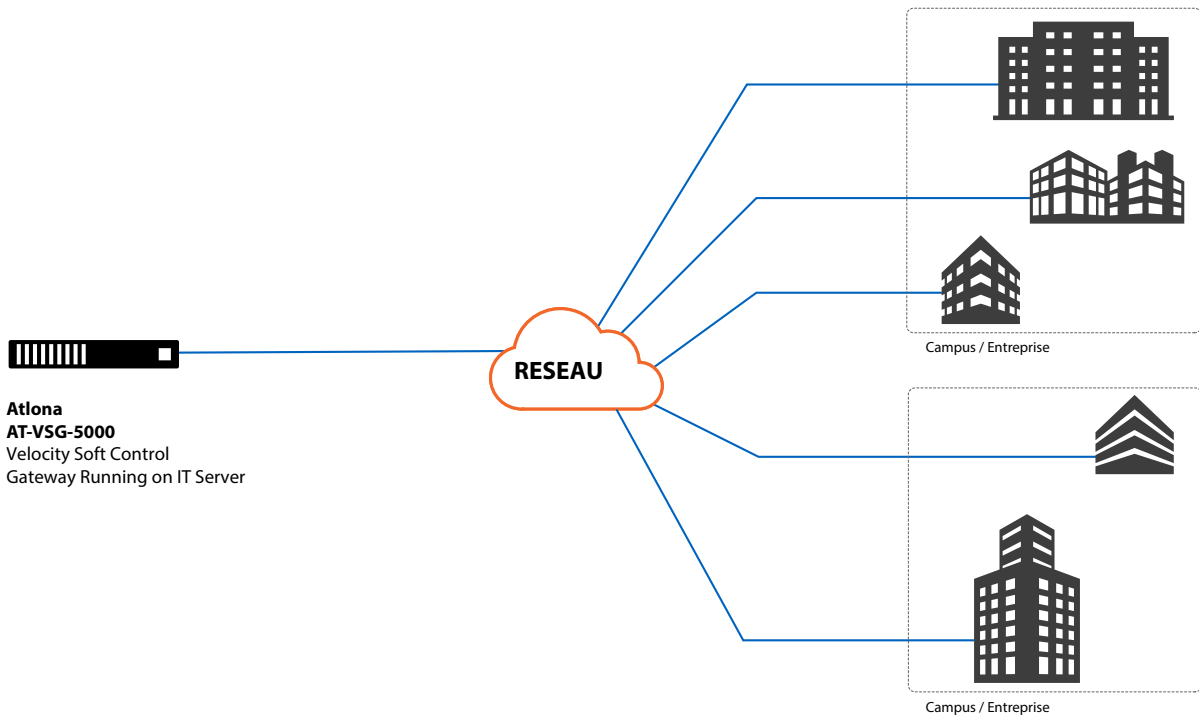 Atlona
AT-VSG-5000
Velocity Soft Control
Gateway Running on IT Server
RESEAU
Campus / Entreprise
Campus / Entreprise